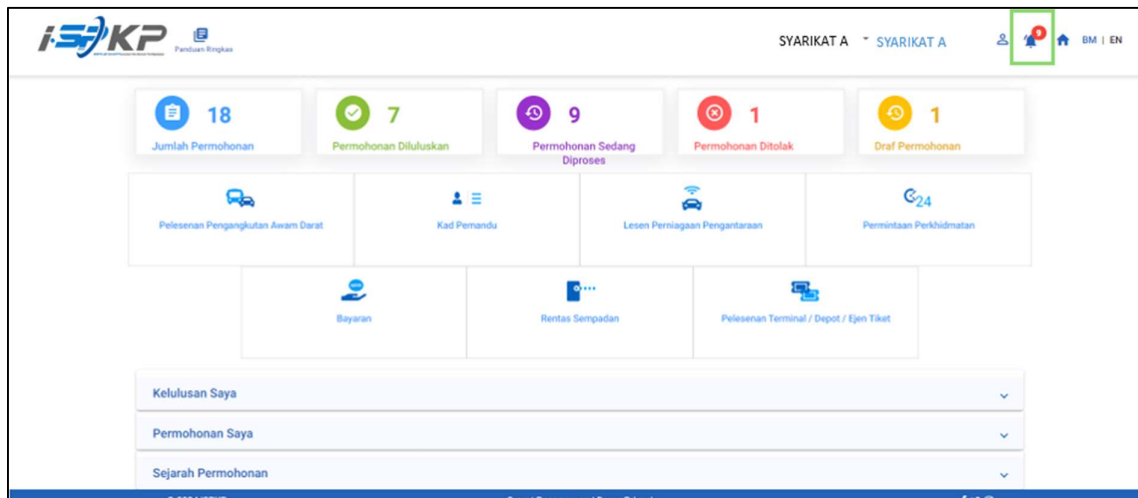 i-SPKP
Panduan Ringkas
SYARIKAT A SYARIKAT A
9
BM | EN
18
Jumlah Permohonan
7
Permohonan Diluluskan
9
Permohonan Sedang
Diproses
1
Permohonan Ditolak
1
Draf Permohonan
Pelesenan Pengangkutan Awam Darat
Kad Pemandu
Lesen Perniagaan Pengantaraan
24
Permintaan Perkhidmatan
Bayaran
Rentas Sempadan
Pelesenan Terminal / Depot / Ejen Tiket
Kelulusan Saya
Permohonan Saya
Sejarah Permohonan